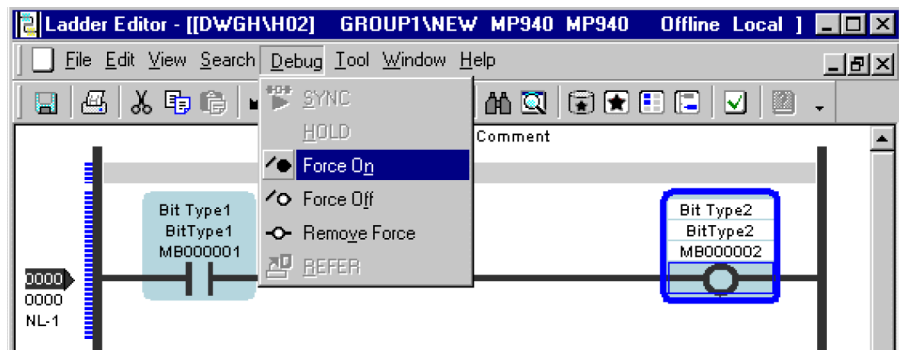 Ladder Editor - [[DWGH\H02] GROUP1\NEW MP940 MP940 Offline Local ]
File Edit View Search Debug Tool Window Help
SYNC
HOLD
Comment
Force On
Force Off
Remove Force
REFER
Bit Type1
BitType1
MB000001
Bit Type2
BitType2
MB000002
0000
0000
NL-1